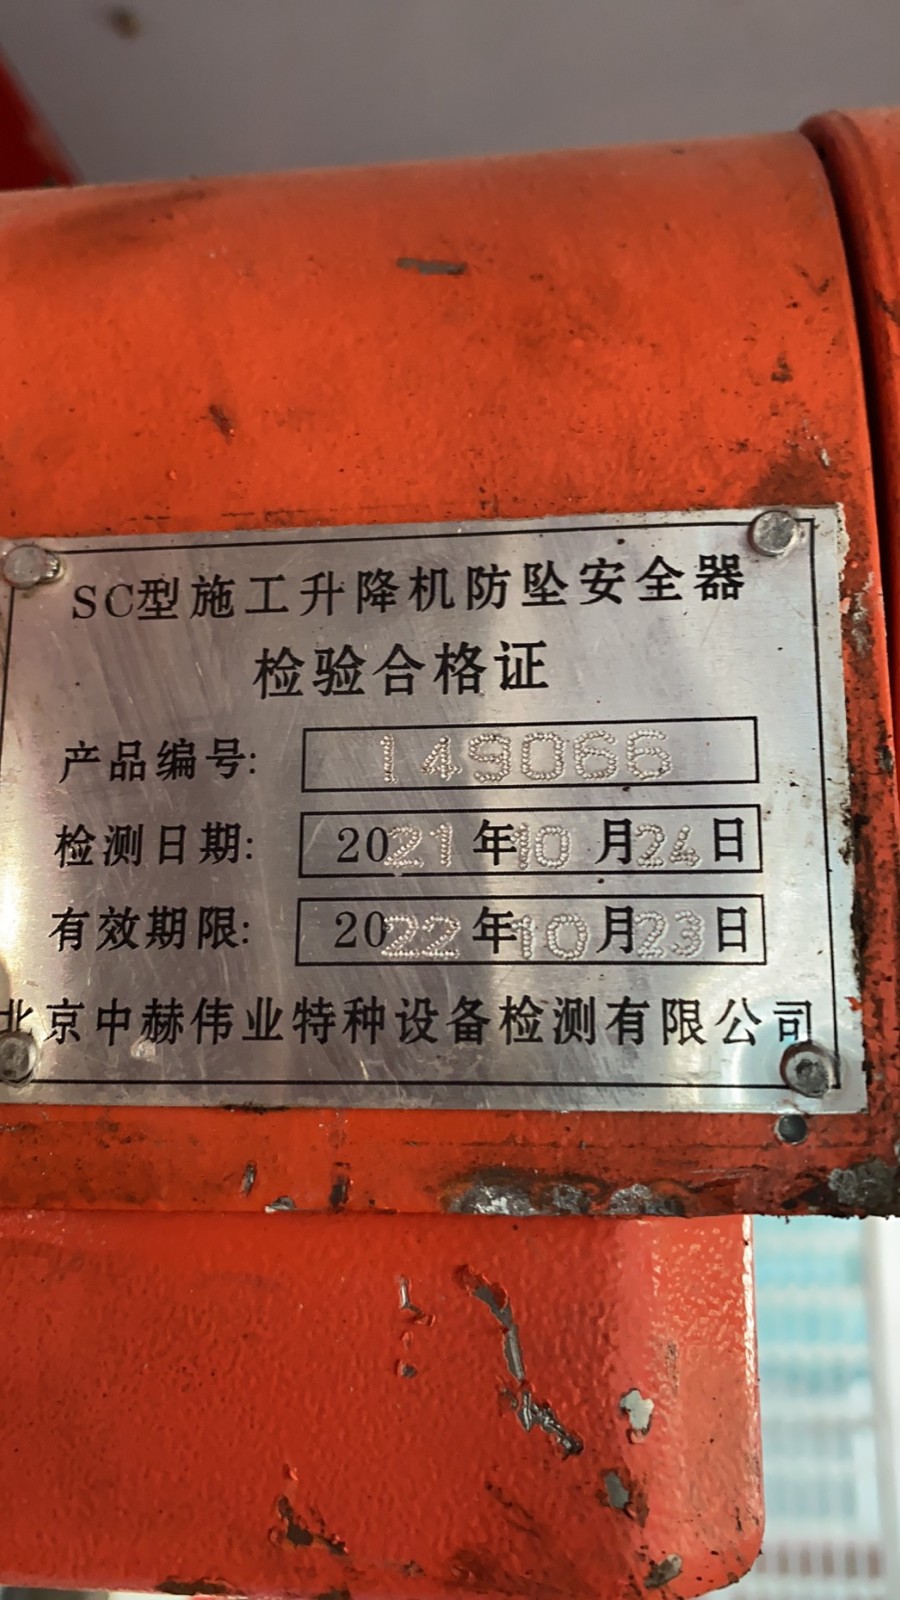 SC型施工升降机防坠安全器
检验合格证
产品编号: 149066
检测日期: 2021年10月24日
有效期限: 2022年10月23日
北京中赫伟业特种设备检测有限公司